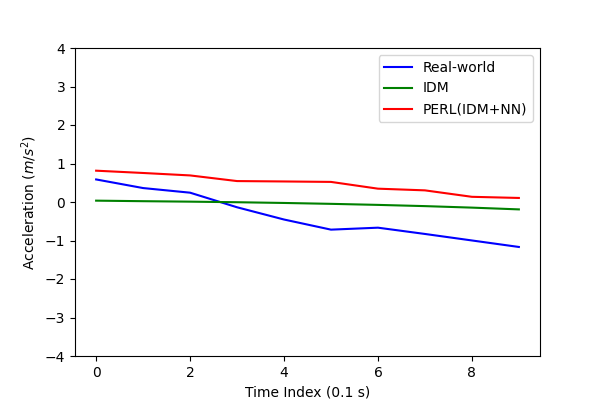 Real-world
IDM
PERL(IDM+NN)
4
3
2
1
0
−1
−2
−3
−4
Acceleration (m/s²)
0 2 4 6 8
Time Index (0.1 s)